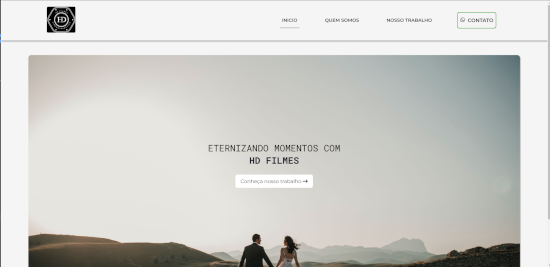 HD
INICIO
QUEM SOMOS
NOSSO TRABALHO
CONTATO
ETERNIZANDO MOMENTOS COM
HD FILMES
Conheça nosso trabalho →